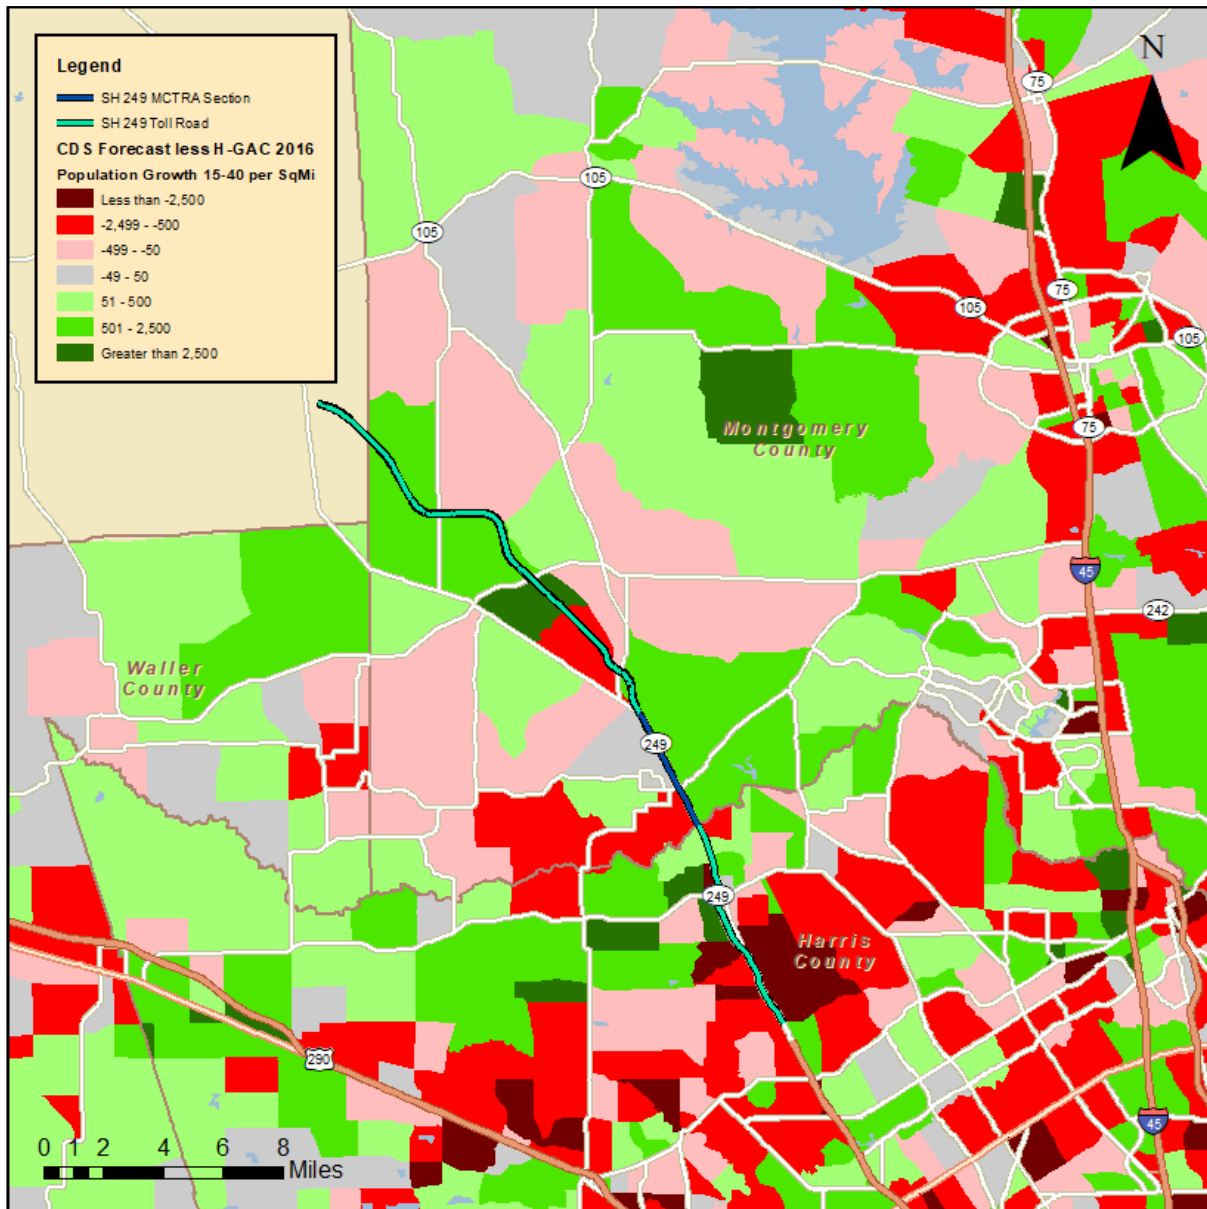 Legend
SH 249 MCTRA Section
SH 249 Toll Road
CDS Forecast less H-GAC 2016
Population Growth 15-40 per SqMi
Less than -2,500
-2,499 - -500
-499 - -50
-49 - 50
51 - 500
501 - 2,500
Greater than 2,500
N
75
105
105
75
105
105
75
Montgomery
County
45
242
Waller
County
249
249
Harris
County
290
45
0 1 2 4 6 8
Miles